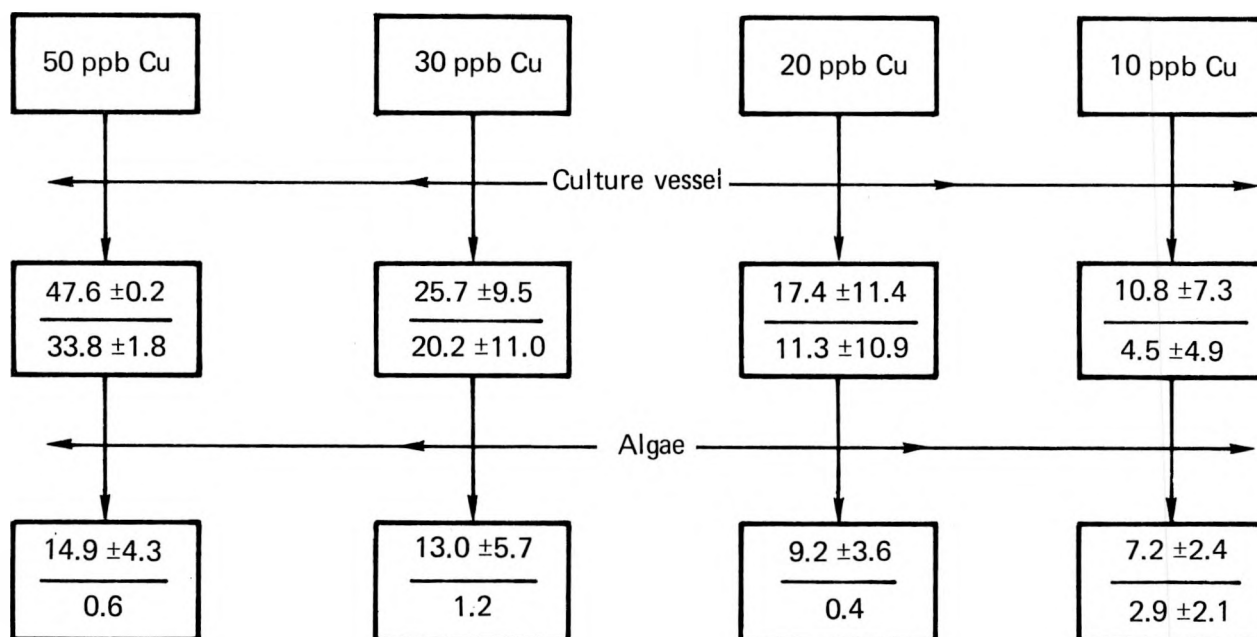 50 ppb Cu 30 ppb Cu 20 ppb Cu 10 ppb Cu
Culture vessel
47.6 ±0.2 25.7 ±9.5 17.4 ±11.4 10.8 ±7.3
33.8 ±1.8 20.2 ±11.0 11.3 ±10.9 4.5 ±4.9
Algae
14.9 ±4.3 13.0 ±5.7 9.2 ±3.6 7.2 ±2.4
0.6 1.2 0.4 2.9 ±2.1